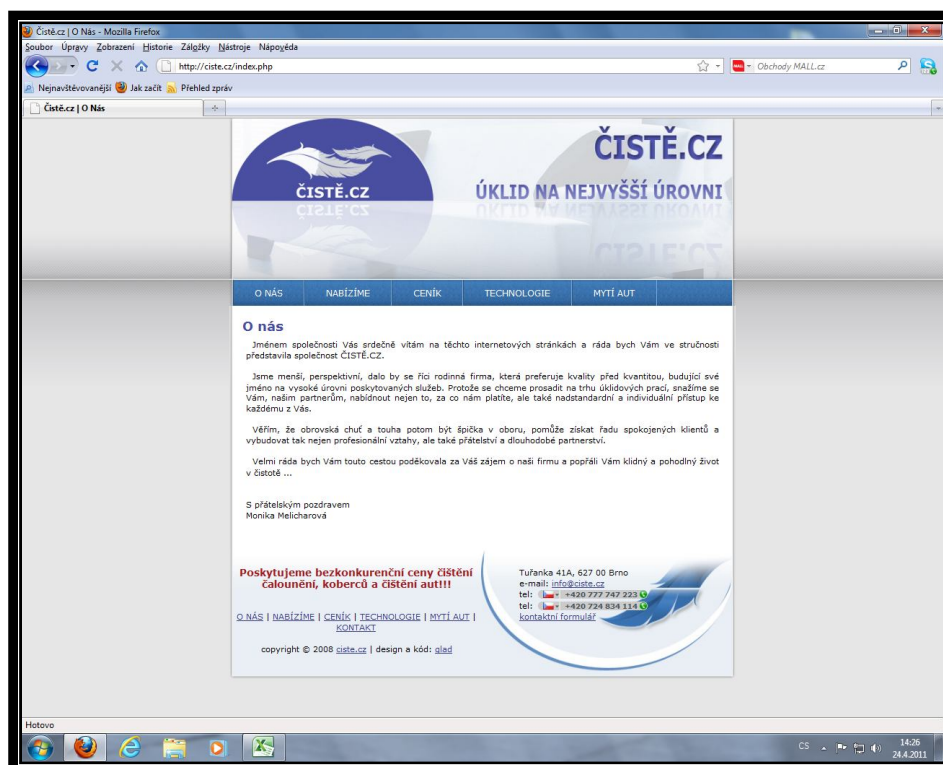 Čistě.cz | O Nás - Mozilla Firefox
Soubor Úpravy Zobrazení Historie Záložky Nástroje Nápověda
http://ciste.cz/index.php
MALL Obchody MALL.cz
Nejnavštěvovanější Jak začít Přehled zpráv
Čistě.cz | O Nás
ČISTĚ.CZ
ČISTĚ.CZ
ÚKLID NA NEJVYŠŠÍ ÚROVNI
O NÁS NABÍZÍME CENÍK TECHNOLOGIE MYTÍ AUT
O nás
Jménem společnosti Vás srdečně vítám na těchto internetových stránkách a ráda bych Vám ve stručnosti
představila společnost ČISTĚ.CZ.
Jsme menší, perspektivní, dalo by se říci rodinná firma, která preferuje kvality před kvantitou, budující své
jméno na vysoké úrovni poskytovaných služeb. Protože se chceme prosadit na trhu úklidových prací, snažíme se
Vám, našim partnerům, nabídnout nejen to, za co nám platíte, ale také nadstandardní a individuální přístup ke
každému z Vás.
Věřím, že obrovská chuť a touha potom být špička v oboru, pomůže získat řadu spokojených klientů a
vybudovat tak nejen profesionální vztahy, ale také přátelství a dlouhodobé partnerství.
Velmi ráda bych Vám touto cestou poděkovala za Váš zájem o naši firmu a popřáli Vám klidný a pohodlný život
v čistotě ...
S přátelským pozdravem
Monika Melicharová
Poskytujeme bezkonkurenční ceny čištění
čalounění, koberců a čištění aut!!!
O NÁS | NABÍZÍME | CENÍK | TECHNOLOGIE | MYTÍ AUT |
KONTAKT
copyright © 2008 ciste.cz | design a kód: glad
Tuřanka 41A, 627 00 Brno
e-mail: info@ciste.cz
tel: +420 777 747 223
tel: +420 724 834 114
kontaktní formulář
Hotovo
CS 14:26
24.4.2011